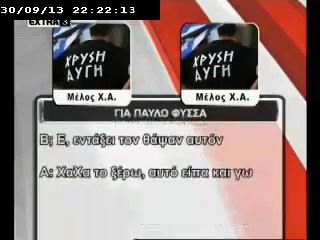 30/09/13 22:22:13
EXTRA 3
ΧΡΥΣΗ ΑΥΓΗ
ΧΡΥΣΗ ΑΥΓΗ
Μέλος Χ.Α.
Μέλος Χ.Α.
ΓΙΑ ΠΑΥΛΟ ΦΥΣΣΑ
Β; Ε, εντάξει τον θάψαν αυτόν
Α: ΧαΧα το ξέρω, αυτό είπα και γω